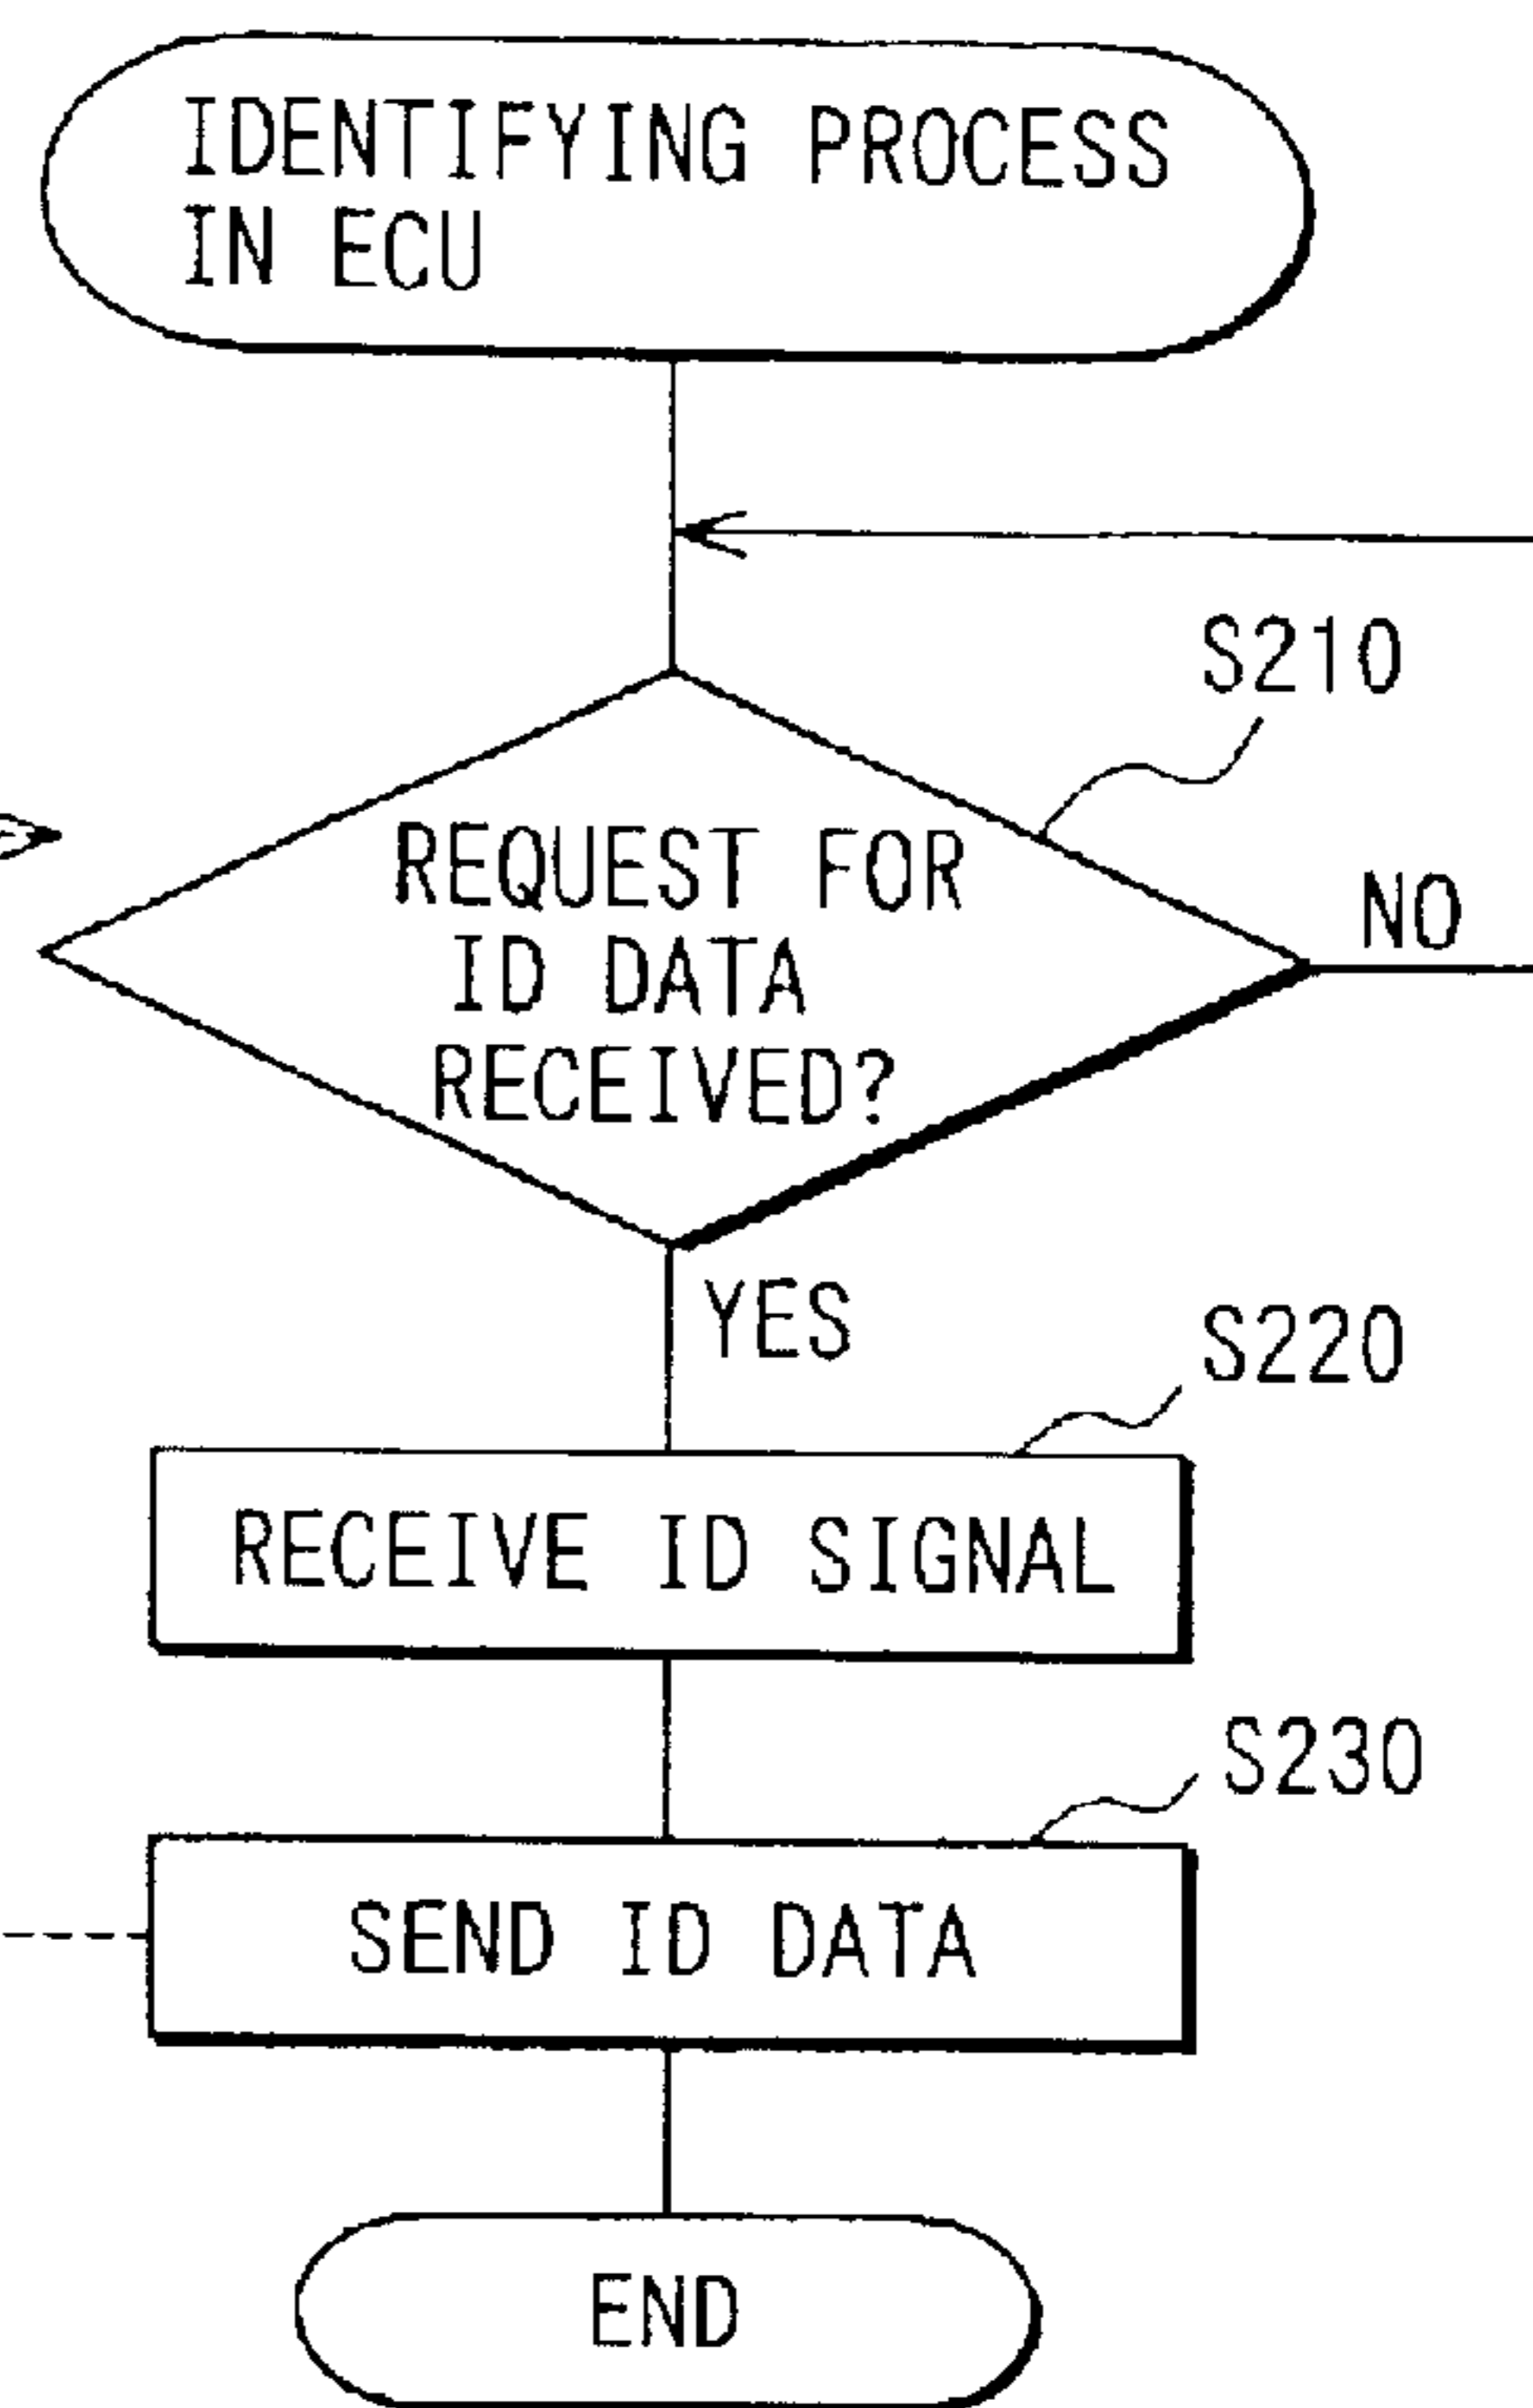 IDENTIFYING PROCESS
IN ECU
S210
REQUEST FOR
ID DATA
RECEIVED?
NO
YES
S220
RECEIVE ID SIGNAL
S230
SEND ID DATA
END